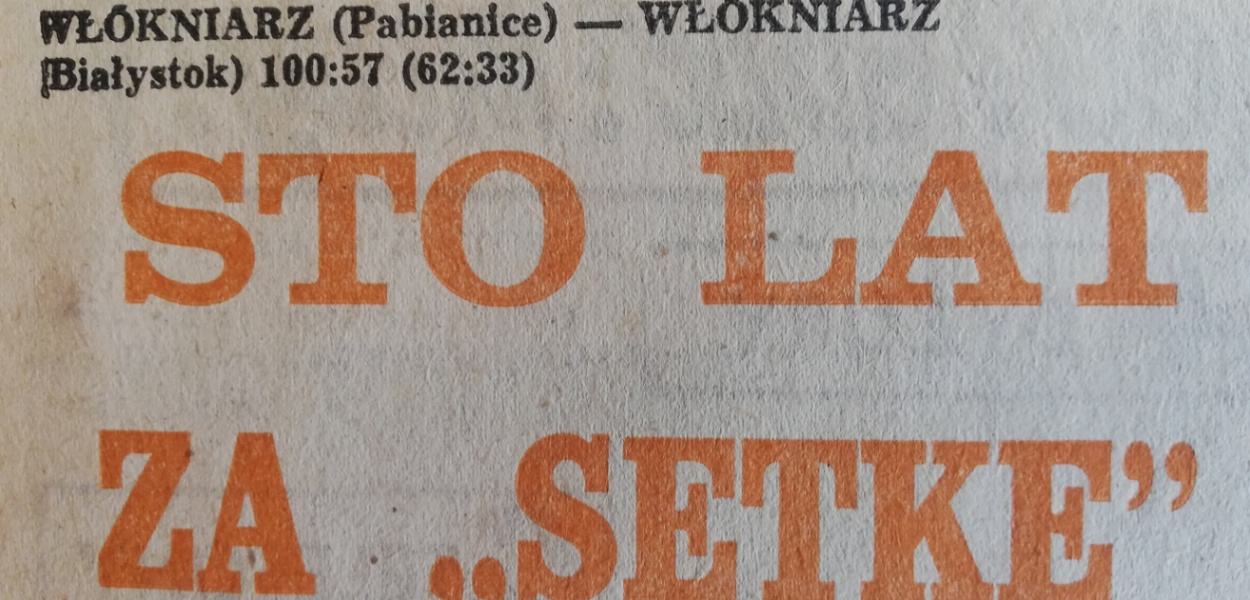 WŁÓKNIARZ (Pabianice) — WŁÓKNIARZ
(Białystok) 100:57 (62:33)
STO LAT
ZA „SETKE”